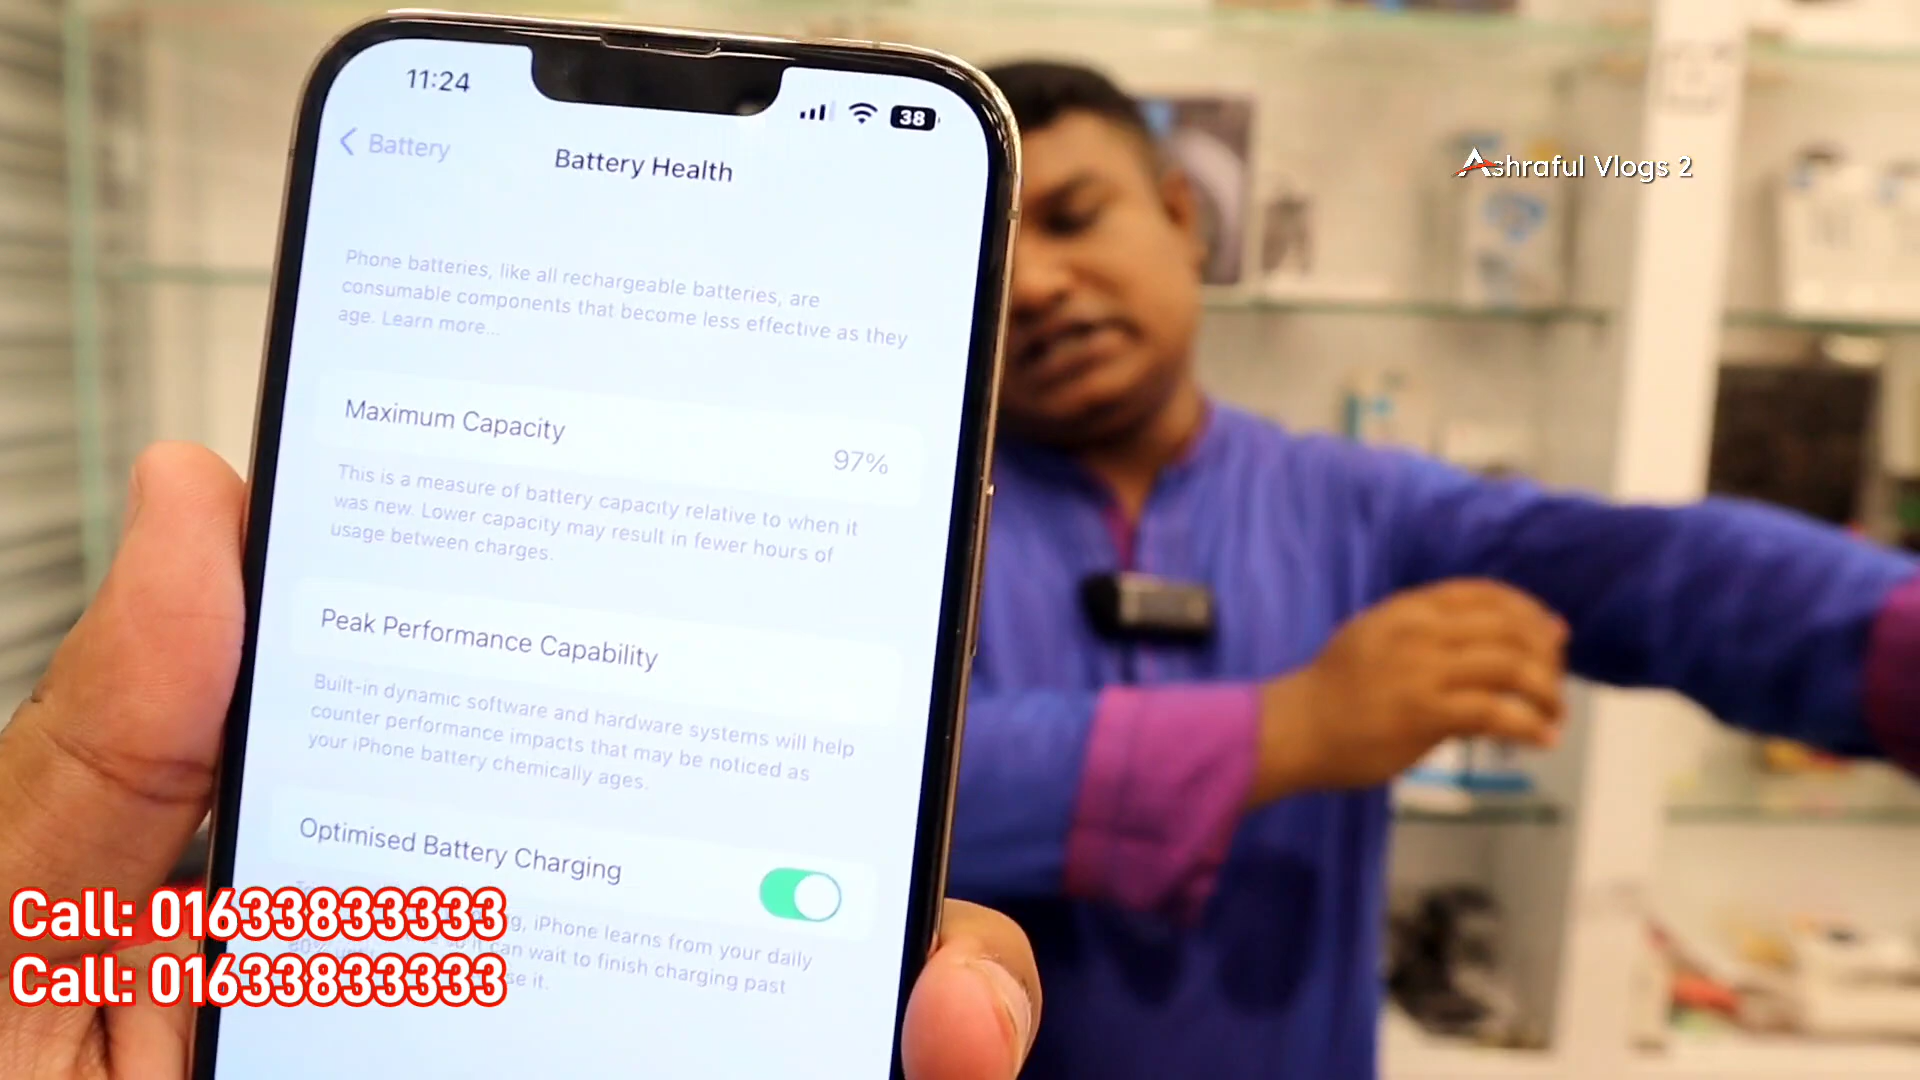 11:24
38
Battery
Battery Health
Ashraful Vlogs 2
Phone batteries, like all rechargeable batteries, are
consumable components that become less effective as they
age. Learn more...
Maximum Capacity
97%
This is a measure of battery capacity relative to when it
was new. Lower capacity may result in fewer hours of
usage between charges.
Peak Performance Capability
Built-in dynamic software and hardware systems will help
counter performance impacts that may be noticed as
your iPhone battery chemically ages.
Optimised Battery Charging
iPhone learns from your daily
80% it can wait to finish charging past
it.
Call: 01633833333
Call: 01633833333